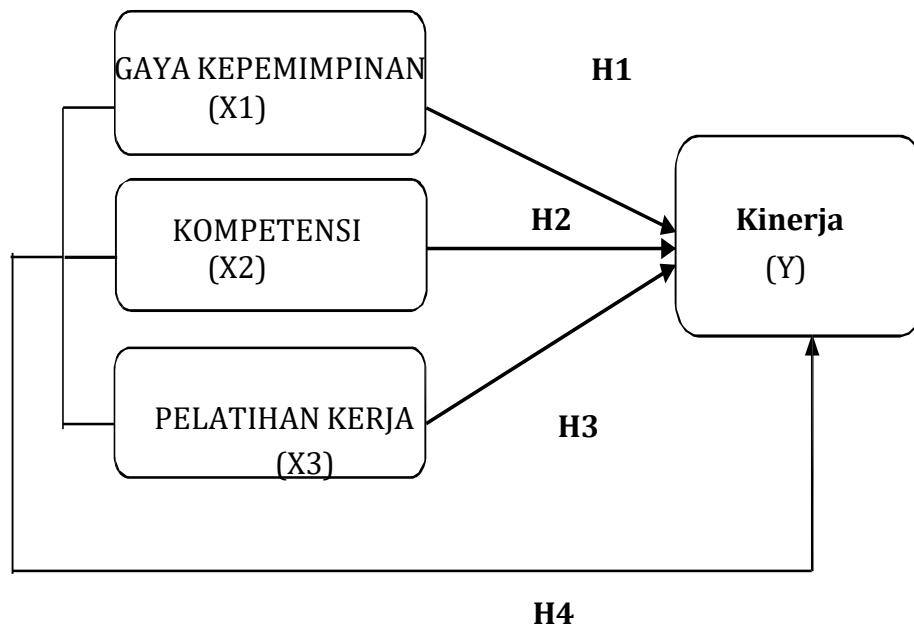 GAYA KEPEMIMPINAN
(X1)
H1
KOMPETENSI
(X2)
H2
Kinerja
(Y)
PELATIHAN KERJA
(X3)
H3
H4